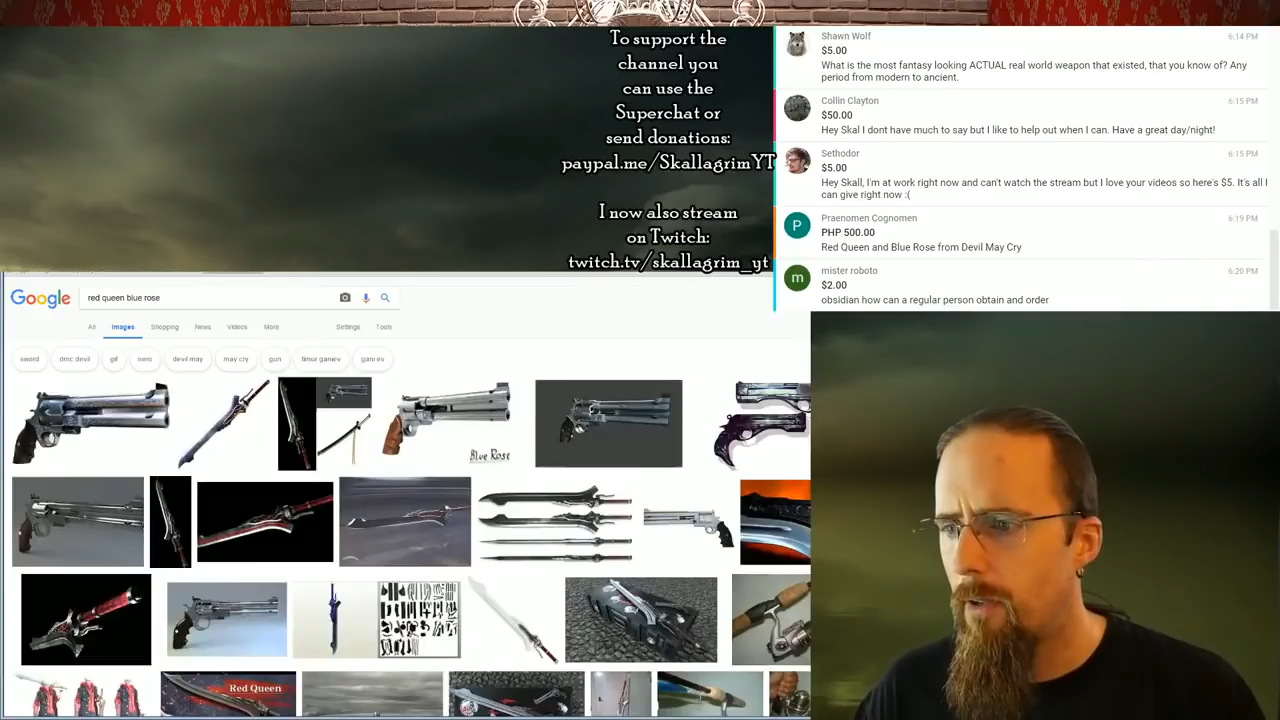 To support the
channel you
can use the
Superchat or
send donations:
paypal.me/SkallagrimYT
I now also stream
on Twitch:
twitch.tv/skallagrim_yt
Shawn Wolf
6:14 PM
$5.00
What is the most fantasy looking ACTUAL real world weapon that existed, that you know of? Any
period from modern to ancient.
Collin Clayton
6:15 PM
$50.00
Hey Skal I dont have much to say but I like to help out when I can. Have a great day/night!
Sethodor
6:15 PM
$5.00
Hey Skall, I'm at work right now and can't watch the stream but I love your videos so here's $5. It's all I
can give right now :(
P
Praenomen Cognomen
6:19 PM
PHP 500.00
Red Queen and Blue Rose from Devil May Cry
m
mister roboto
6:20 PM
$2.00
obsidian how can a regular person obtain and order
Google
red queen blue rose
All Images Shopping News Videos More Settings Tools
sword dmc devil gif nero devil may may cry gun timur ganiev gani ev
Blue Rose
Red Queen